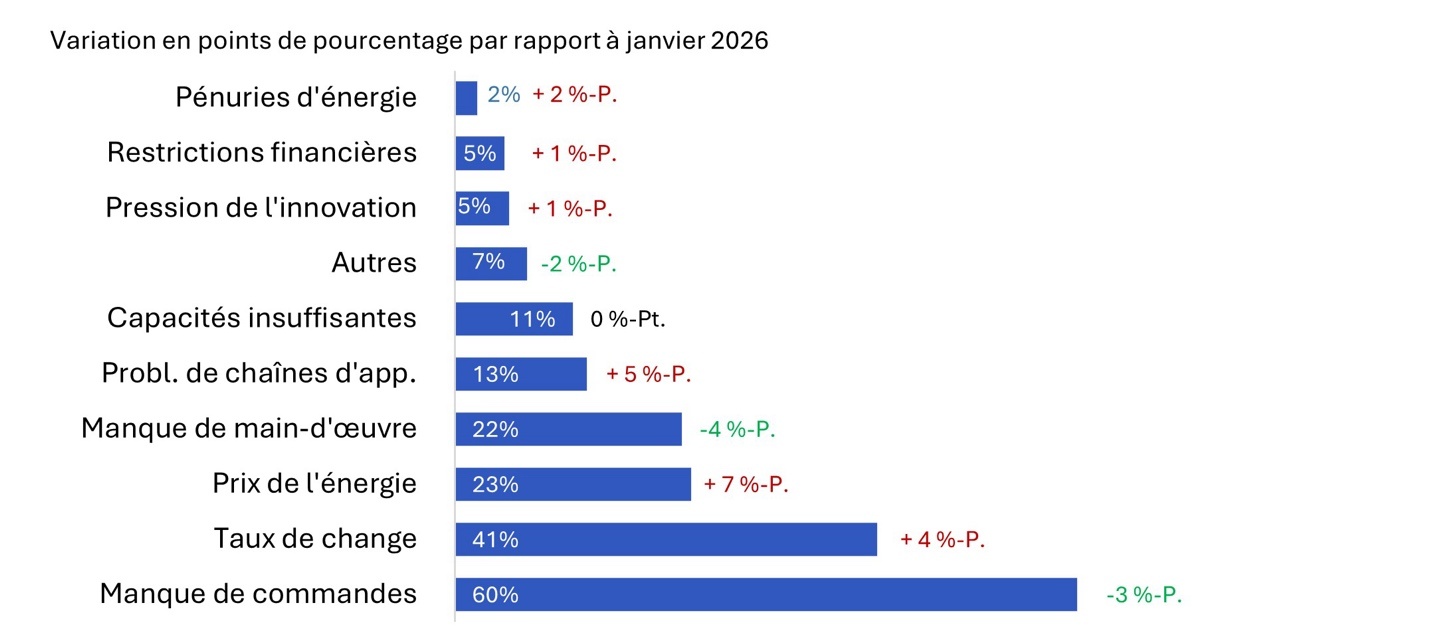 Variation en points de pourcentage par rapport à janvier 2026
Pénuries d'énergie 2% + 2 %-P.
Restrictions financières 5% + 1 %-P.
Pression de l'innovation 5% + 1 %-P.
Autres 7% -2 %-P.
Capacités insuffisantes 11% 0 %-Pt.
Probl. de chaînes d'app. 13% + 5 %-P.
Manque de main-d'œuvre 22% -4 %-P.
Prix de l'énergie 23% + 7 %-P.
Taux de change 41% + 4 %-P.
Manque de commandes 60% -3 %-P.